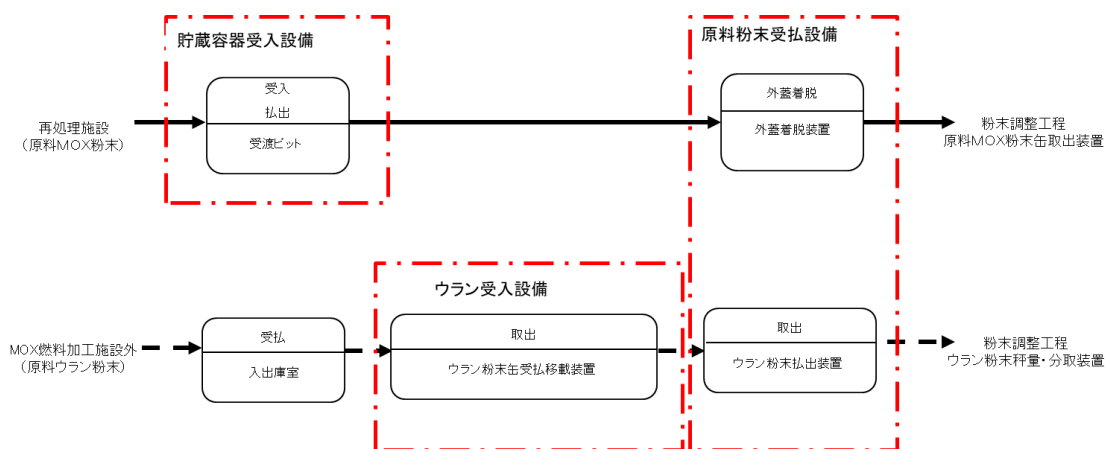 貯蔵容器受入設備
原料粉末受払設備
受入
払出
受渡ピット
外蓋着脱
外蓋着脱装置
再処理施設
（原料MOX粉末）
粉末調整工程
原料MOX粉末缶取出装置
ウラン受入設備
MOX燃料加工施設外
（原料ウラン粉末）
受払
入出庫室
取出
ウラン粉末缶受払移載装置
取出
ウラン粉末払出装置
粉末調整工程
ウラン粉末秤量・分取装置